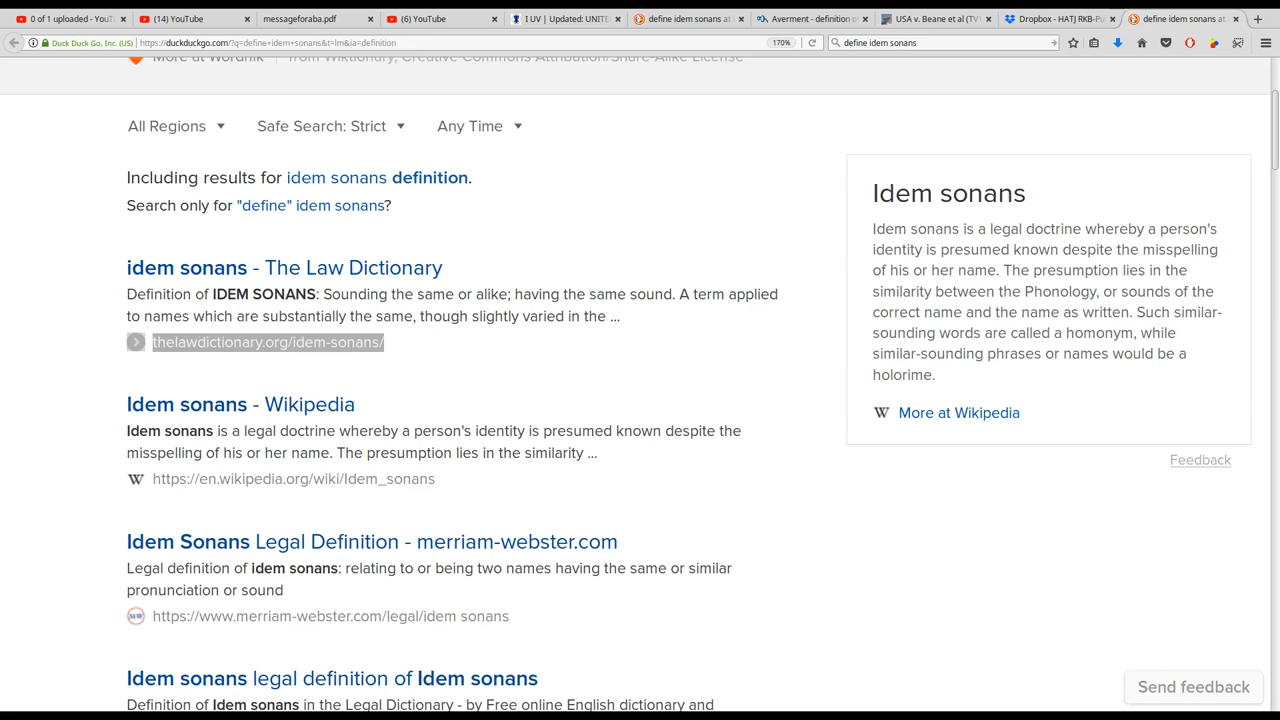 0 of 1 uploaded - YouT
(14) YouTube
messageforaba.pdf
(6) YouTube
I UV | Updated: UNITE
define idem sonans at
Averment - definition o
USA v. Beane et al (TV
Dropbox - HATJ RKB-Pu
define idem sonans at
Duck Duck Go, Inc. (US)
https://duckduckgo.com/?q=define+idem+sonans&t=lm&ia=definition
170%
define idem sonans
More at Wordnik
from Wiktionary, Creative Commons Attribution/Share-Alike License
All Regions
Safe Search: Strict
Any Time
Including results for idem sonans definition.
Search only for "define" idem sonans?
idem sonans - The Law Dictionary
Definition of IDEM SONANS: Sounding the same or alike; having the same sound. A term applied
to names which are substantially the same, though slightly varied in the ...
thelawdictionary.org/idem-sonans/
Idem sonans - Wikipedia
Idem sonans is a legal doctrine whereby a person's identity is presumed known despite the
misspelling of his or her name. The presumption lies in the similarity ...
W
https://en.wikipedia.org/wiki/Idem_sonans
Idem Sonans Legal Definition - merriam-webster.com
Legal definition of idem sonans: relating to or being two names having the same or similar
pronunciation or sound
https://www.merriam-webster.com/legal/idem sonans
Idem sonans legal definition of Idem sonans
Definition of Idem sonans in the Legal Dictionary - by Free online English dictionary and
Idem sonans
Idem sonans is a legal doctrine whereby a person's
identity is presumed known despite the misspelling
of his or her name. The presumption lies in the
similarity between the Phonology, or sounds of the
correct name and the name as written. Such similar-
sounding words are called a homonym, while
similar-sounding phrases or names would be a
holorime.
W More at Wikipedia
Feedback
Send feedback